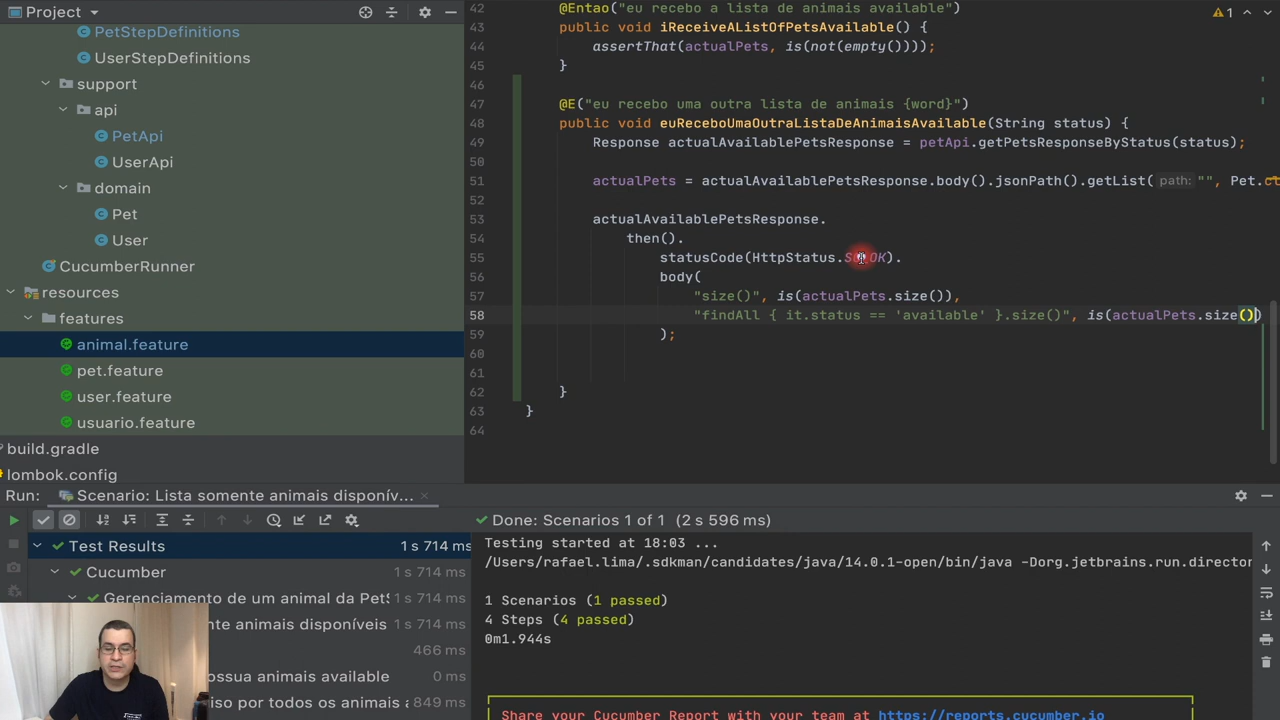 Project
PetStepDefinitions
UserStepDefinitions
support
api
PetApi
UserApi
domain
Pet
User
CucumberRunner
resources
features
animal.feature
pet.feature
user.feature
usuario.feature
build.gradle
lombok.config
42 @Entao("eu recebo a lista de animais available")
43 public void iReceiveAListOfPetsAvailable() {
44 assertThat(actualPets, is(not(empty())));
45 }
46
47 @E("eu recebo uma outra lista de animais {word}")
48 public void euReceboUmaOutraListaDeAnimaisAvailable(String status) {
49 Response actualAvailablePetsResponse = petApi.getPetsResponseByStatus(status);
50
51 actualPets = actualAvailablePetsResponse.body().jsonPath().getList( path: "", Pet.cl
52
53 actualAvailablePetsResponse.
54 then().
55 statusCode(HttpStatus.SC_OK).
56 body(
57 "size()", is(actualPets.size()),
58 "findAll { it.status == 'available' }.size()", is(actualPets.size())
59 );
60
61
62 }
63 }
64
1
Run: Scenario: Lista somente animais disponív...
Test Results 1 s 714 ms
Cucumber 1 s 714 ms
Gerenciamento de um animal da PetS 1 s 714 ms
nte animais disponíveis 1 s 714 ms
466 ms
ossua animais available 0 ms
iso por todos os animais a 849 ms
Done: Scenarios 1 of 1 (2 s 596 ms)
Testing started at 18:03 ...
/Users/rafael.lima/.sdkman/candidates/java/14.0.1-open/bin/java -Dorg.jetbrains.run.director
1 Scenarios (1 passed)
4 Steps (4 passed)
0m1.944s
Share your Cucumber Report with your team at https://reports.cucumber.io